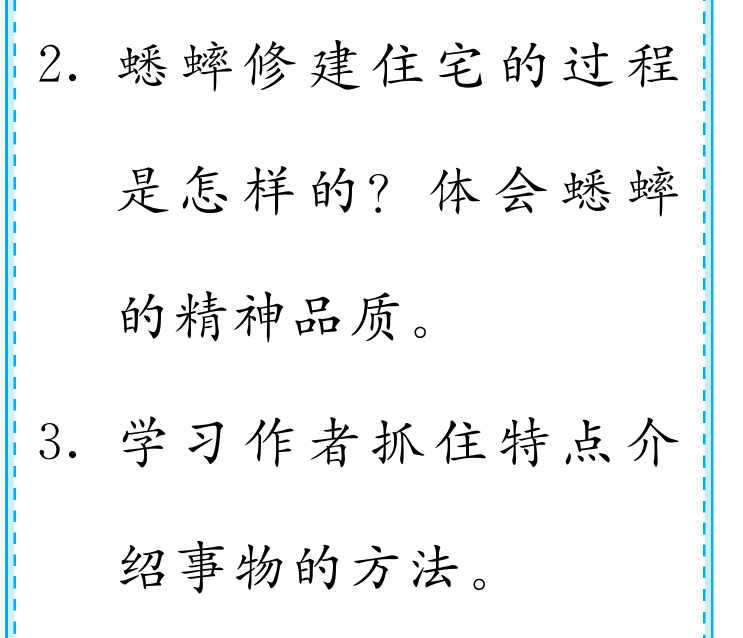 2. 蟋蟀修建住宅的过程
是怎样的？体会蟋蟀
的精神品质。
3. 学习作者抓住特点介
绍事物的方法。